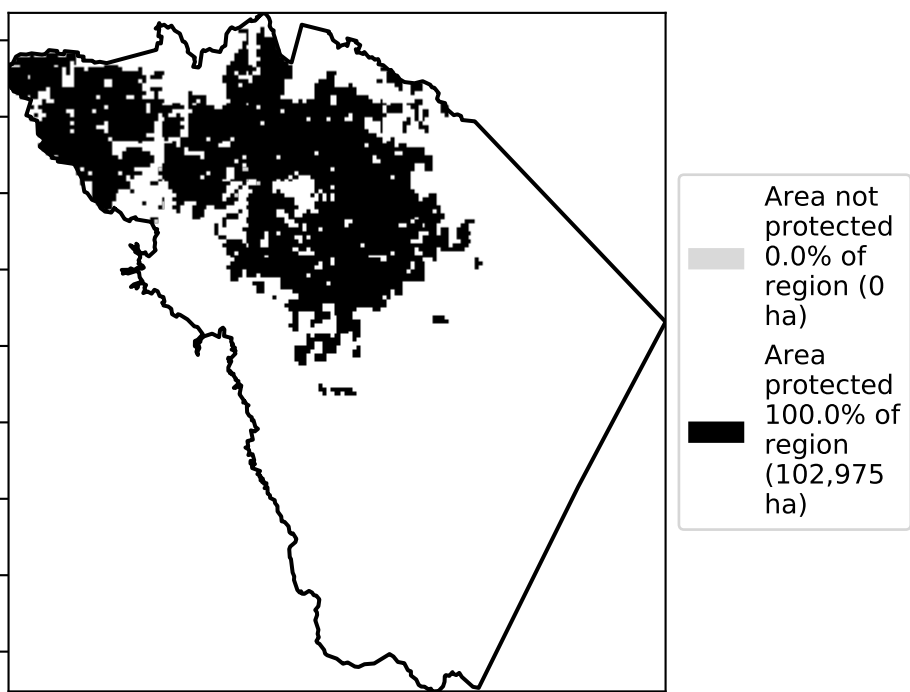 Area not
protected
0.0% of
region (0
ha)
Area
protected
100.0% of
region
(102,975
ha)